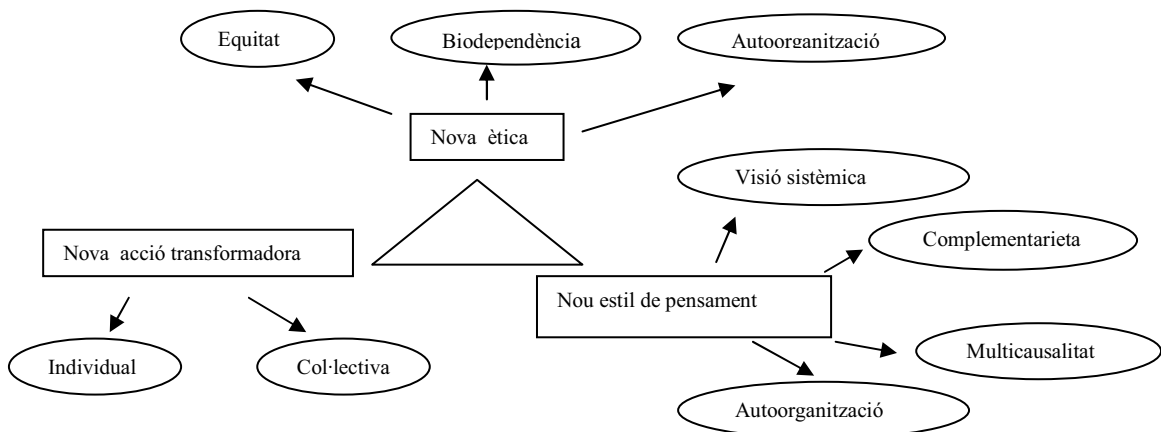 Equitat
Biodependència
Autoorganització
Nova ètica
Visió sistèmica
Nova acció transformadora
Complementarieta
Nou estil de pensament
Individual
Col·lectiva
Multicausalitat
Autoorganització